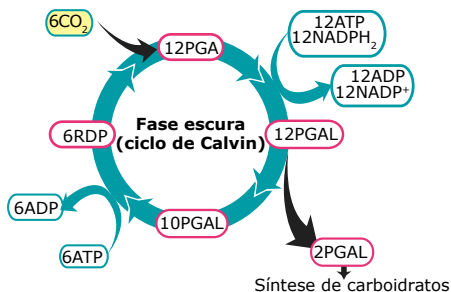 6CO₂
12PGA
12ATP
12NADPH₂
12ADP
12NADP⁺
Fase escura
(ciclo de Calvin)
6RDP
12PGAL
6ADP
10PGAL
6ATP
2PGAL
Síntese de carboidratos